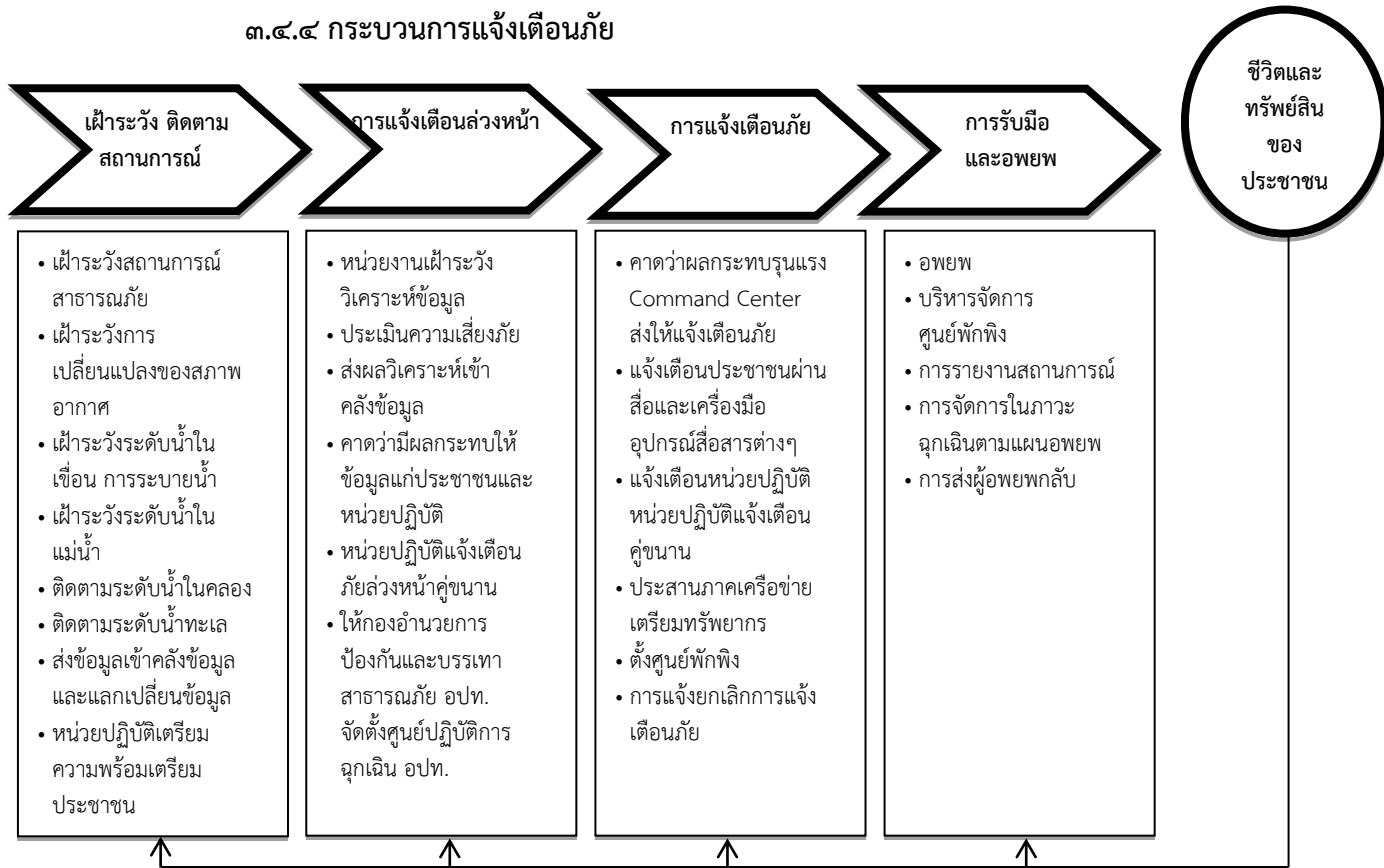 ๓.๔.๔ กระบวนการแจ้งเตือนภัย
เฝ้าระวัง ติดตาม
สถานการณ์
การแจ้งเตือนล่วงหน้า
การแจ้งเตือนภัย
การรับมือ
และอพยพ
ชีวิตและ
ทรัพย์สิน
ของ
ประชาชน
• เฝ้าระวังสถานการณ์
สาธารณภัย
• เฝ้าระวังการ
เปลี่ยนแปลงของสภาพ
อากาศ
• เฝ้าระวังระดับน้ำใน
เขื่อน การระบายน้ำ
• เฝ้าระวังระดับน้ำใน
แม่น้ำ
• ติดตามระดับน้ำในคลอง
• ติดตามระดับน้ำทะเล
• ส่งข้อมูลเข้าคลังข้อมูล
และแลกเปลี่ยนข้อมูล
• หน่วยปฏิบัติเตรียม
ความพร้อมเตรียม
ประชาชน
• หน่วยงานเฝ้าระวัง
วิเคราะห์ข้อมูล
• ประเมินความเสี่ยงภัย
• ส่งผลวิเคราะห์เข้า
คลังข้อมูล
• คาดว่ามีผลกระทบให้
ข้อมูลแก่ประชาชนและ
หน่วยปฏิบัติ
• หน่วยปฏิบัติแจ้งเตือน
ภัยล่วงหน้าคู่ขนาน
• ให้กองอำนวยการ
ป้องกันและบรรเทา
สาธารณภัย อปท.
จัดตั้งศูนย์ปฏิบัติการ
ฉุกเฉิน อปท.
• คาดว่าผลกระทบรุนแรง
Command Center
ส่งให้แจ้งเตือนภัย
• แจ้งเตือนประชาชนผ่าน
สื่อและเครื่องมือ
อุปกรณ์สื่อสารต่างๆ
• แจ้งเตือนหน่วยปฏิบัติ
หน่วยปฏิบัติแจ้งเตือน
คู่ขนาน
• ประสานภาคเครือข่าย
เตรียมทรัพยากร
• ตั้งศูนย์พักพิง
• การแจ้งยกเลิกการแจ้ง
เตือนภัย
• อพยพ
• บริหารจัดการ
ศูนย์พักพิง
• การรายงานสถานการณ์
• การจัดการในภาวะ
ฉุกเฉินตามแผนอพยพ
• การส่งผู้อพยพกลับ